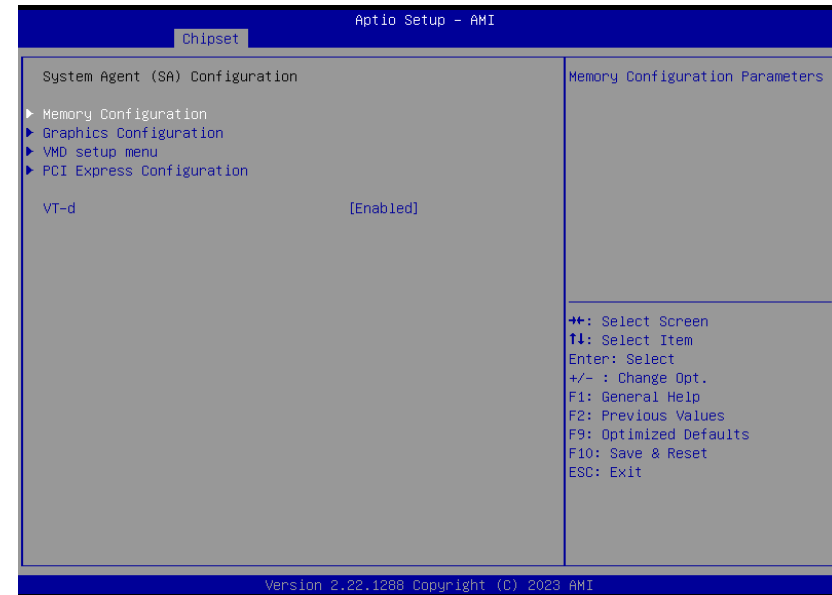 Aptio Setup – AMI
Chipset
System Agent (SA) Configuration
Memory Configuration
Graphics Configuration
VMD setup menu
PCI Express Configuration
VT-d [Enabled]
Memory Configuration Parameters
→←: Select Screen
↑↓: Select Item
Enter: Select
+/- : Change Opt.
F1: General Help
F2: Previous Values
F9: Optimized Defaults
F10: Save & Reset
ESC: Exit
Version 2.22.1288 Copyright (C) 2023 AMI